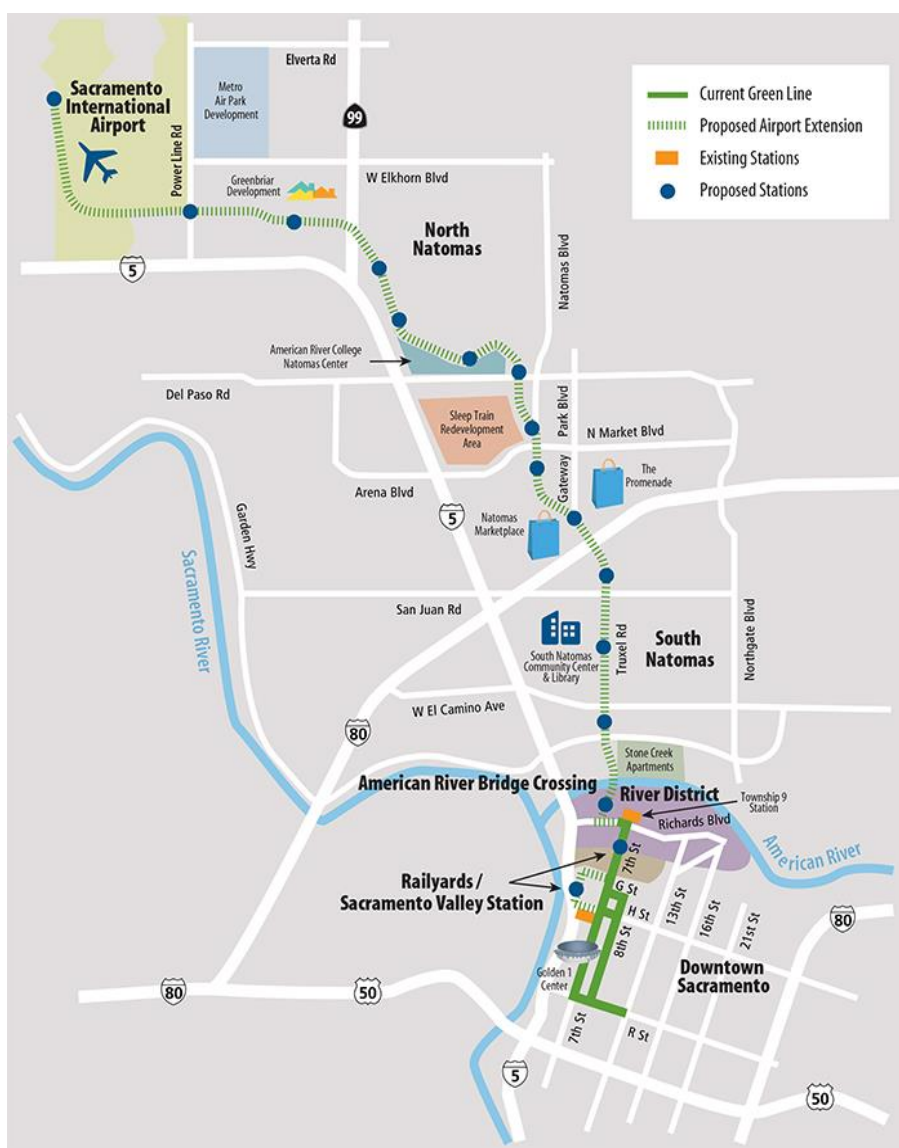 Elverta Rd
Sacramento
International
Airport
Metro
Air Park
Development
99
Current Green Line
Proposed Airport Extension
Existing Stations
Proposed Stations
Power Line Rd
Greenbriar
Development
W Elkhorn Blvd
North
Natomas
5
Natomas Blvd
American River College
Natomas Center
Del Paso Rd
Sleep Train
Redevelopment
Area
Gateway Park Blvd
N Market Blvd
Arena Blvd
The
Promenade
5
Natomas
Marketplace
Garden Hwy
Sacramento River
San Juan Rd
South Natomas
Community Center
& Library
Truxel Rd
South
Natomas
Northgate Blvd
W El Camino Ave
80
Stone Creek
Apartments
American River Bridge Crossing
River District
Township 9
Station
Richards Blvd
American River
7th St
Railyards /
Sacramento Valley Station
G St
H St
13th St
16th St
21st St
80
8th St
Downtown
Sacramento
Golden 1
Center
80
50
7th St
R St
5
50